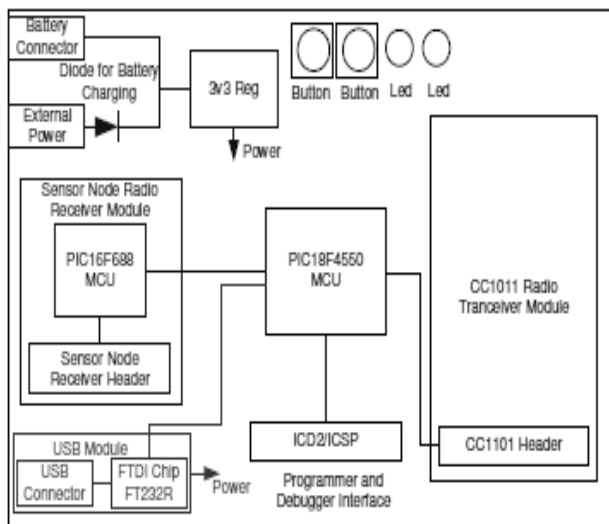 Battery
Connector
Diode for Battery
Charging
External
Power
3v3 Reg
Power
Button
Button
Led
Led
Sensor Node Radio
Receiver Module
PIC16F688
MCU
Sensor Node
Receiver Header
PIC18F4550
MCU
CC1011 Radio
Tranceiver Module
CC1101 Header
ICD2/ICSP
Programmer and
Debugger Interface
USB Module
USB
Connector
FTDI Chip
FT232R
Power